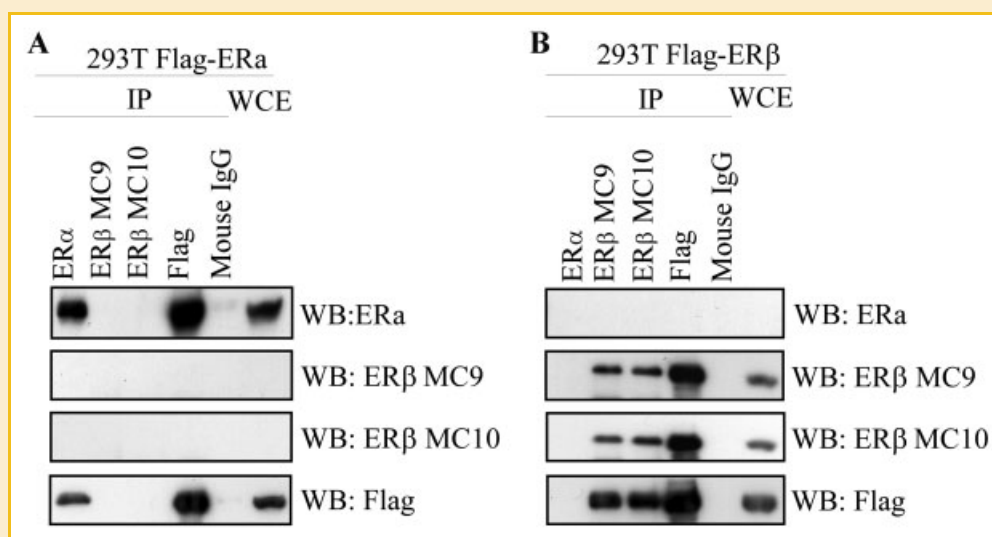 A
293T Flag-ERa
IP WCE
ERα
ERβ MC9
ERβ MC10
Flag
Mouse IgG
WB:ERa
WB: ERβ MC9
WB: ERβ MC10
WB: Flag
B
293T Flag-ERβ
IP WCE
ERα
ERβ MC9
ERβ MC10
Flag
Mouse IgG
WB: ERa
WB: ERβ MC9
WB: ERβ MC10
WB: Flag